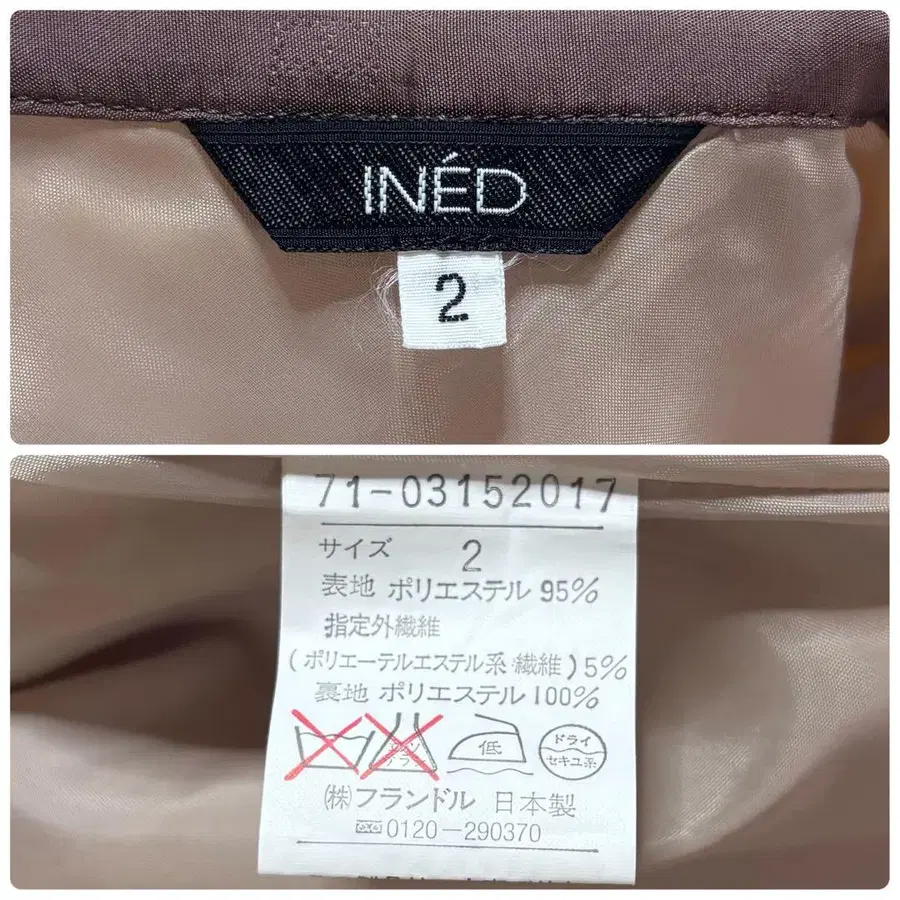 INÉD
2
71-03152017
サイズ 2
表地 ポリエステル 95%
指定外繊維
(ポリエーテルエステル系繊維)5%
裏地 ポリエステル 100%
低
ドライ
セキユ系
(株)フランドル 日本製
0120-290370